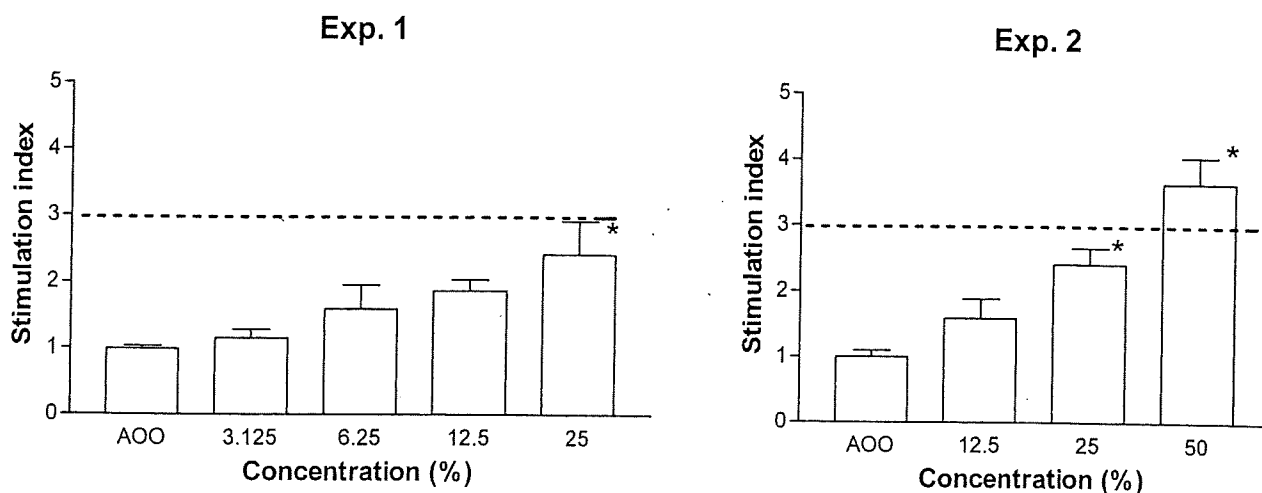 Exp. 1
Stimulation index
5
4
3
2
1
0
*
AOO 3.125 6.25 12.5 25
Concentration (%)
Exp. 2
Stimulation index
5
4
3
2
1
0
*
*
AOO 12.5 25 50
Concentration (%)